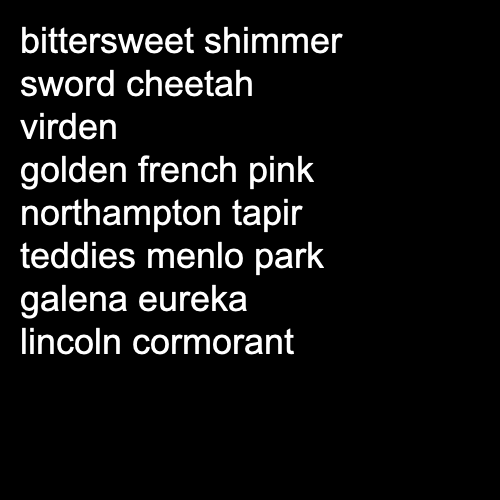 bittersweet shimmer
sword cheetah
virden
golden french pink
northampton tapir
teddies menlo park
galena eureka
lincoln cormorant